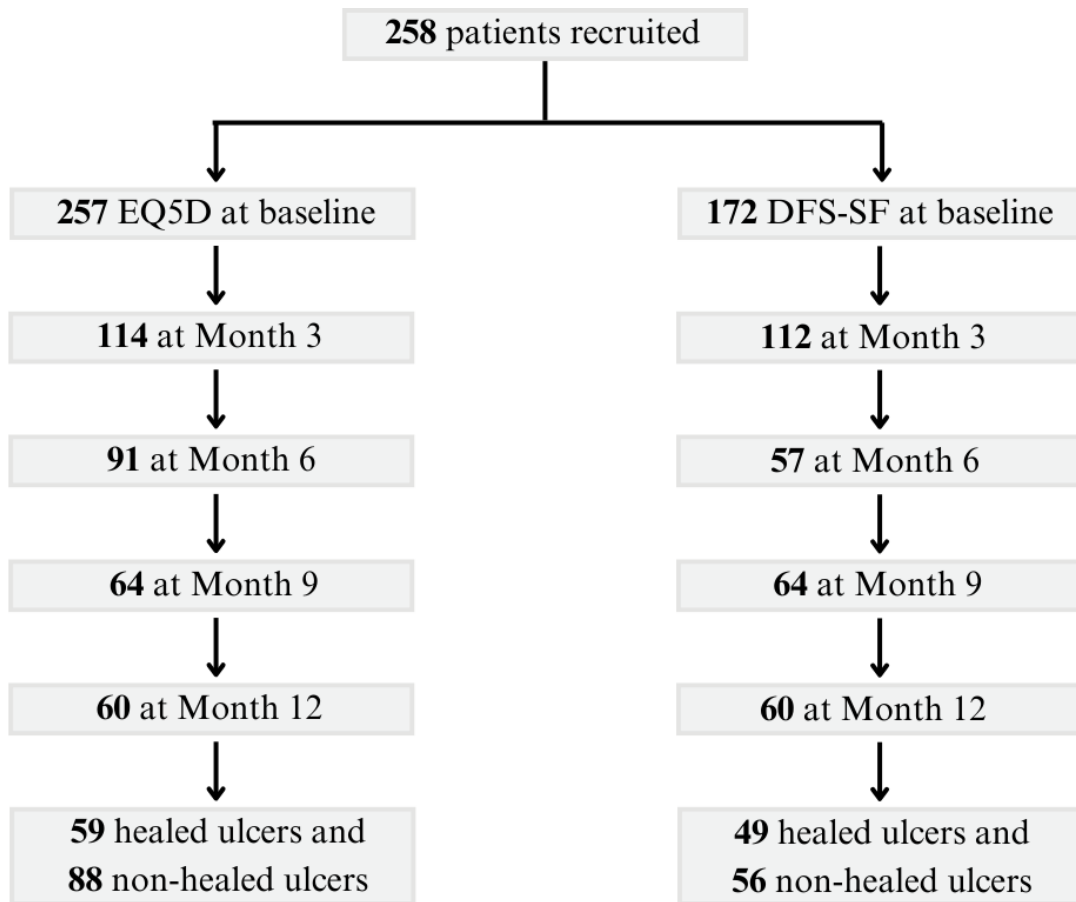 258 patients recruited
257 EQ5D at baseline
114 at Month 3
91 at Month 6
64 at Month 9
60 at Month 12
59 healed ulcers and
88 non-healed ulcers
172 DFS-SF at baseline
112 at Month 3
57 at Month 6
64 at Month 9
60 at Month 12
49 healed ulcers and
56 non-healed ulcers